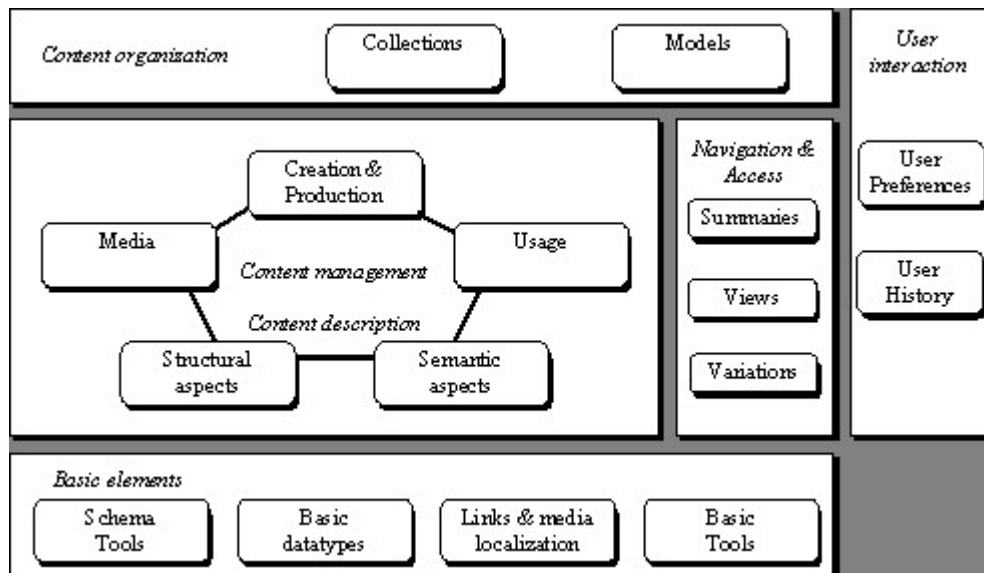 Content organization
Collections
Models
User
interaction
Creation &
Production
Media
Usage
Content management
Content description
Structural
aspects
Semantic
aspects
Navigation &
Access
Summaries
Views
Variations
User
Preferences
User
History
Basic elements
Schema
Tools
Basic
datatypes
Links & media
localization
Basic
Tools